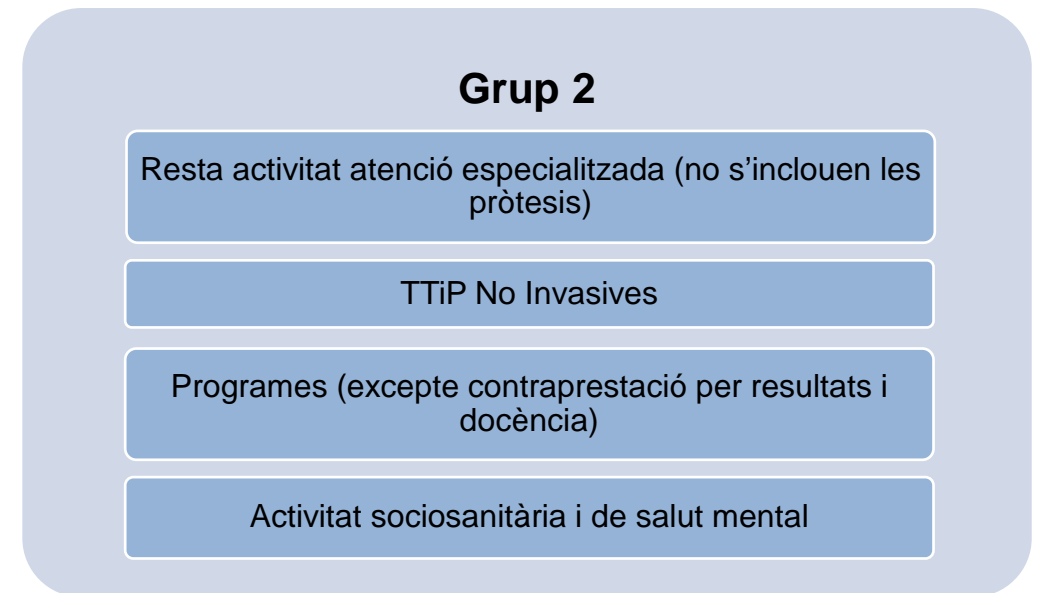 Grup 2
Resta activitat atenció especialitzada (no s’inclouen les
pròtesis)
TTiP No Invasives
Programes (excepte contraprestació per resultats i
docència)
Activitat sociosanitària i de salut mental